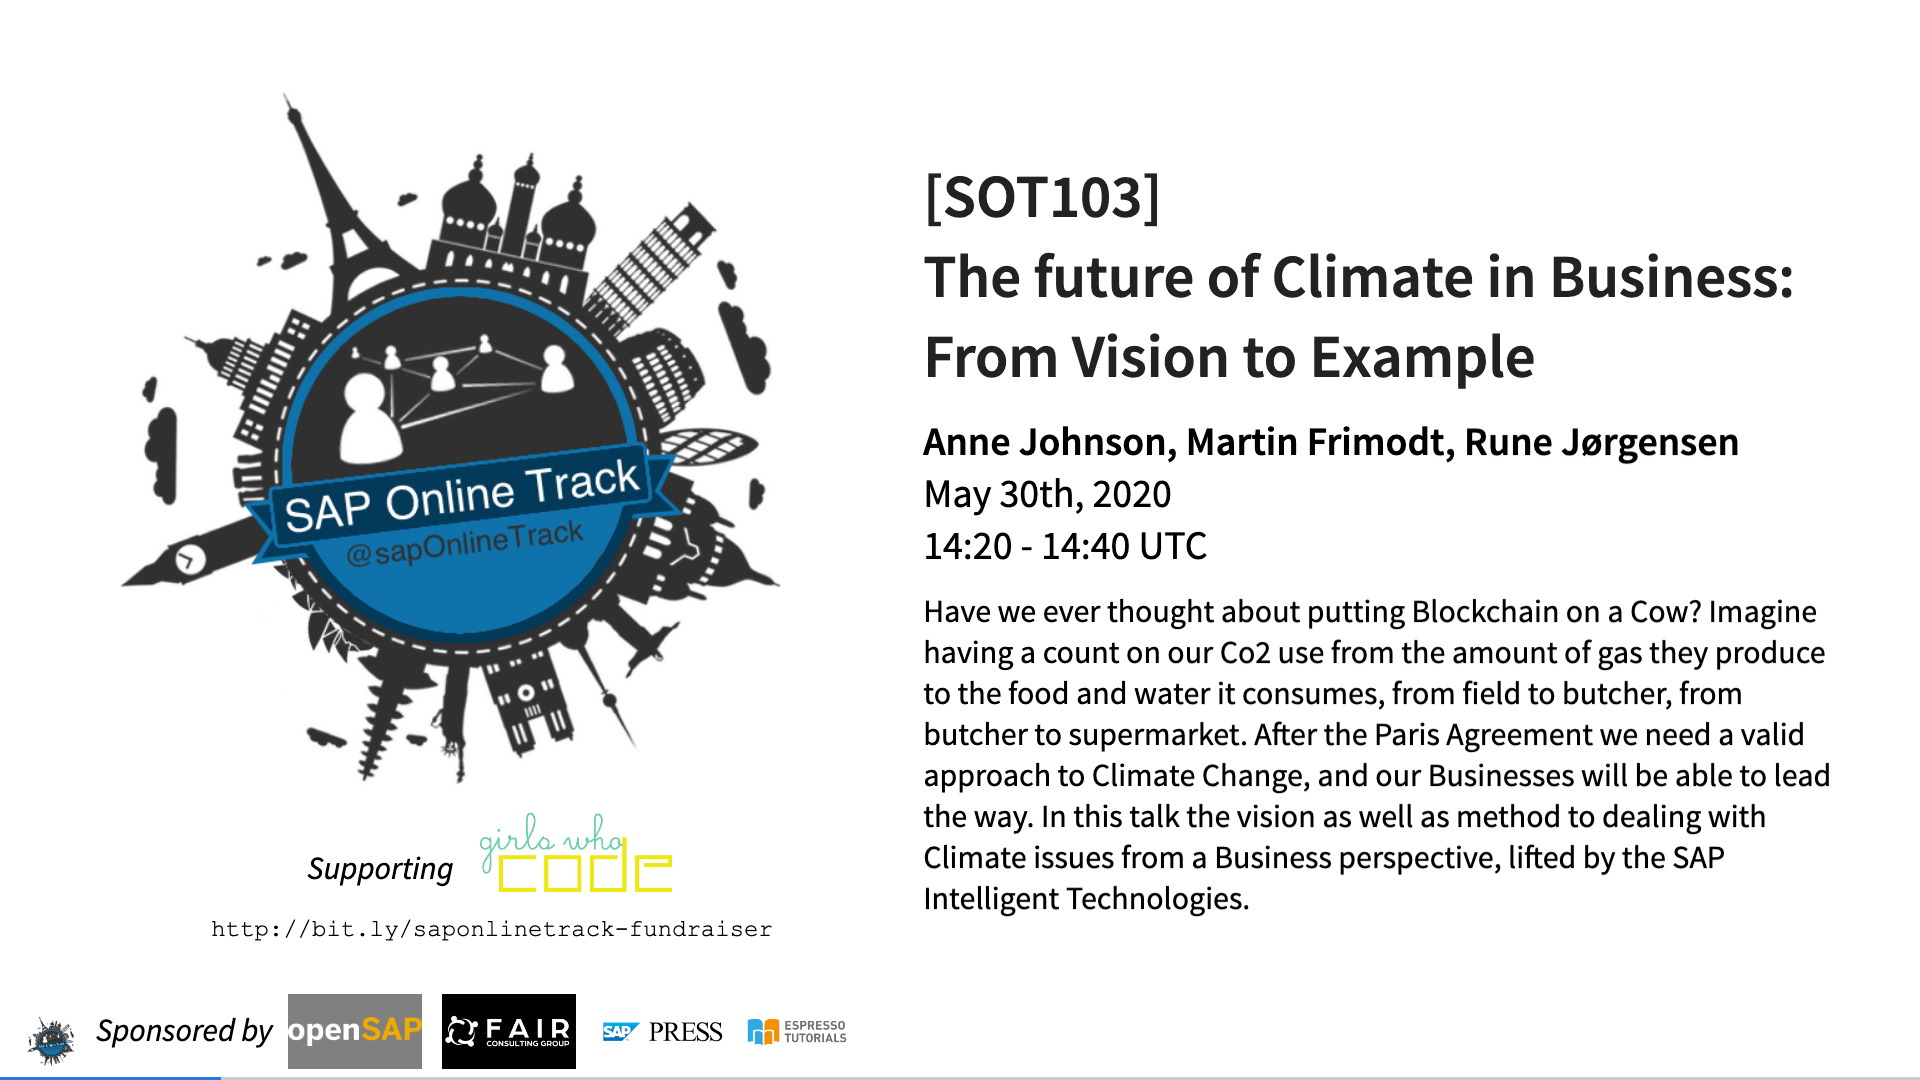 [SOT103]
The future of Climate in Business:
From Vision to Example
Anne Johnson, Martin Frimodt, Rune Jørgensen
May 30th, 2020
14:20 - 14:40 UTC
Have we ever thought about putting Blockchain on a Cow? Imagine
having a count on our Co2 use from the amount of gas they produce
to the food and water it consumes, from field to butcher, from
butcher to supermarket. After the Paris Agreement we need a valid
approach to Climate Change, and our Businesses will be able to lead
the way. In this talk the vision as well as method to dealing with
Climate issues from a Business perspective, lifted by the SAP
Intelligent Technologies.
SAP Online Track
@sapOnlineTrack
Supporting
girls who
code
http://bit.ly/saponlinetrack-fundraiser
Sponsored by
openSAP
FAIR
CONSULTING GROUP
SAP PRESS
ESPRESSO
TUTORIALS